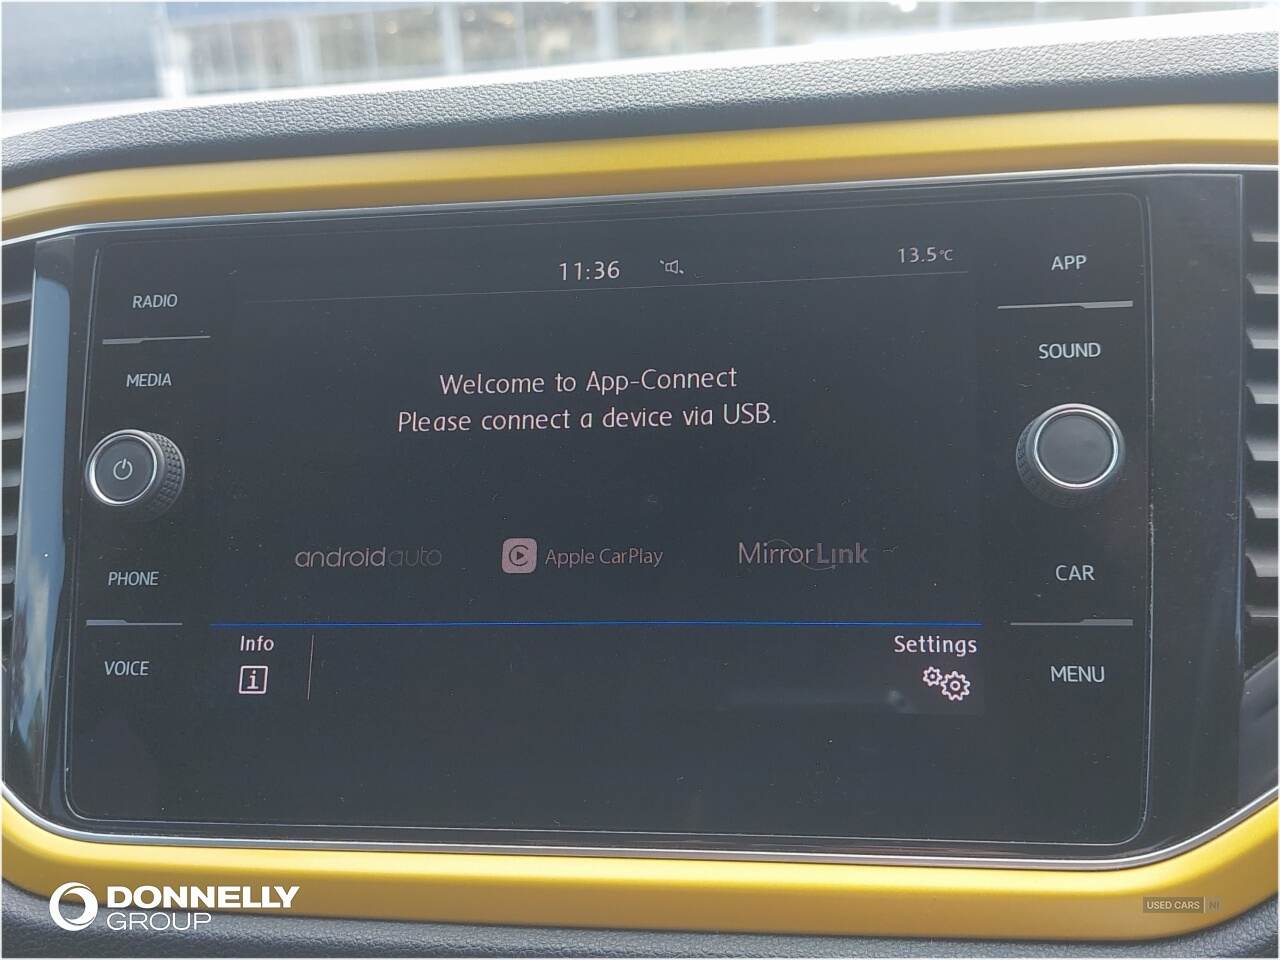 11:36
13.5°C
RADIO
MEDIA
PHONE
VOICE
APP
SOUND
CAR
MENU
Welcome to App-Connect
Please connect a device via USB.
androidauto
Apple CarPlay
MirrorLink
Info
i
Settings
DONNELLY
GROUP
USED CARS NI